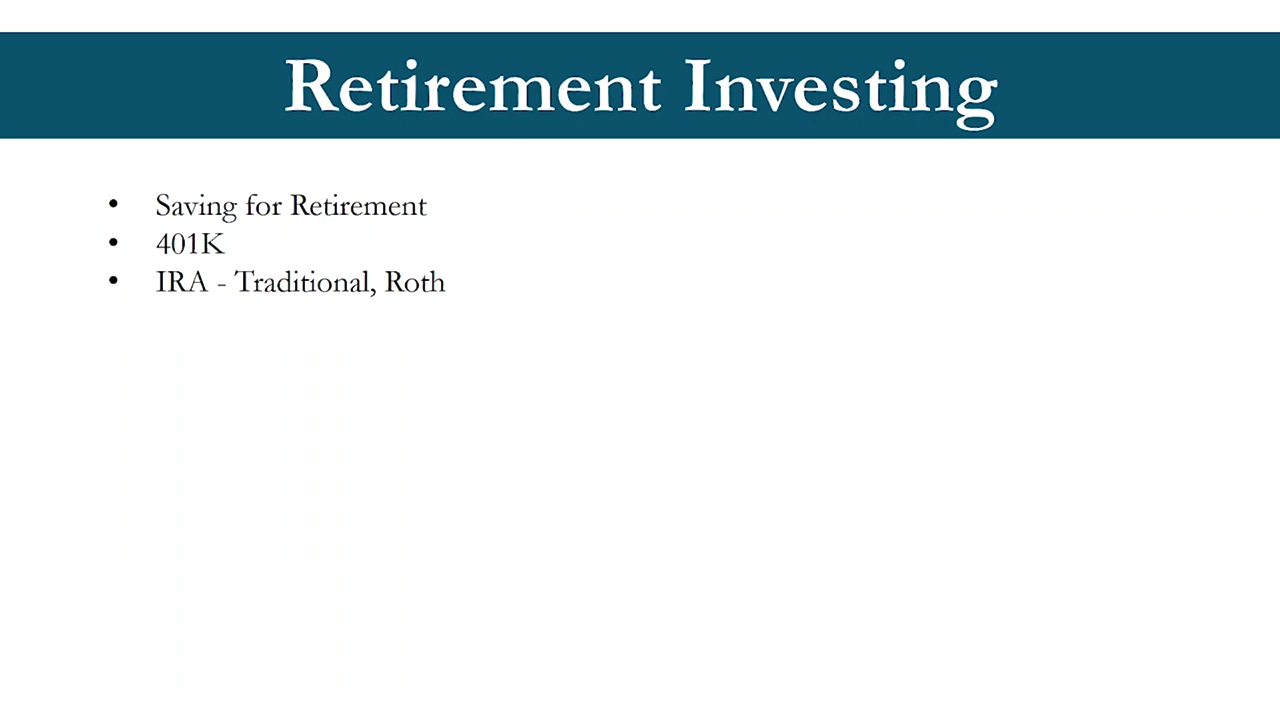 Retirement Investing
• Saving for Retirement
• 401K
• IRA - Traditional, Roth